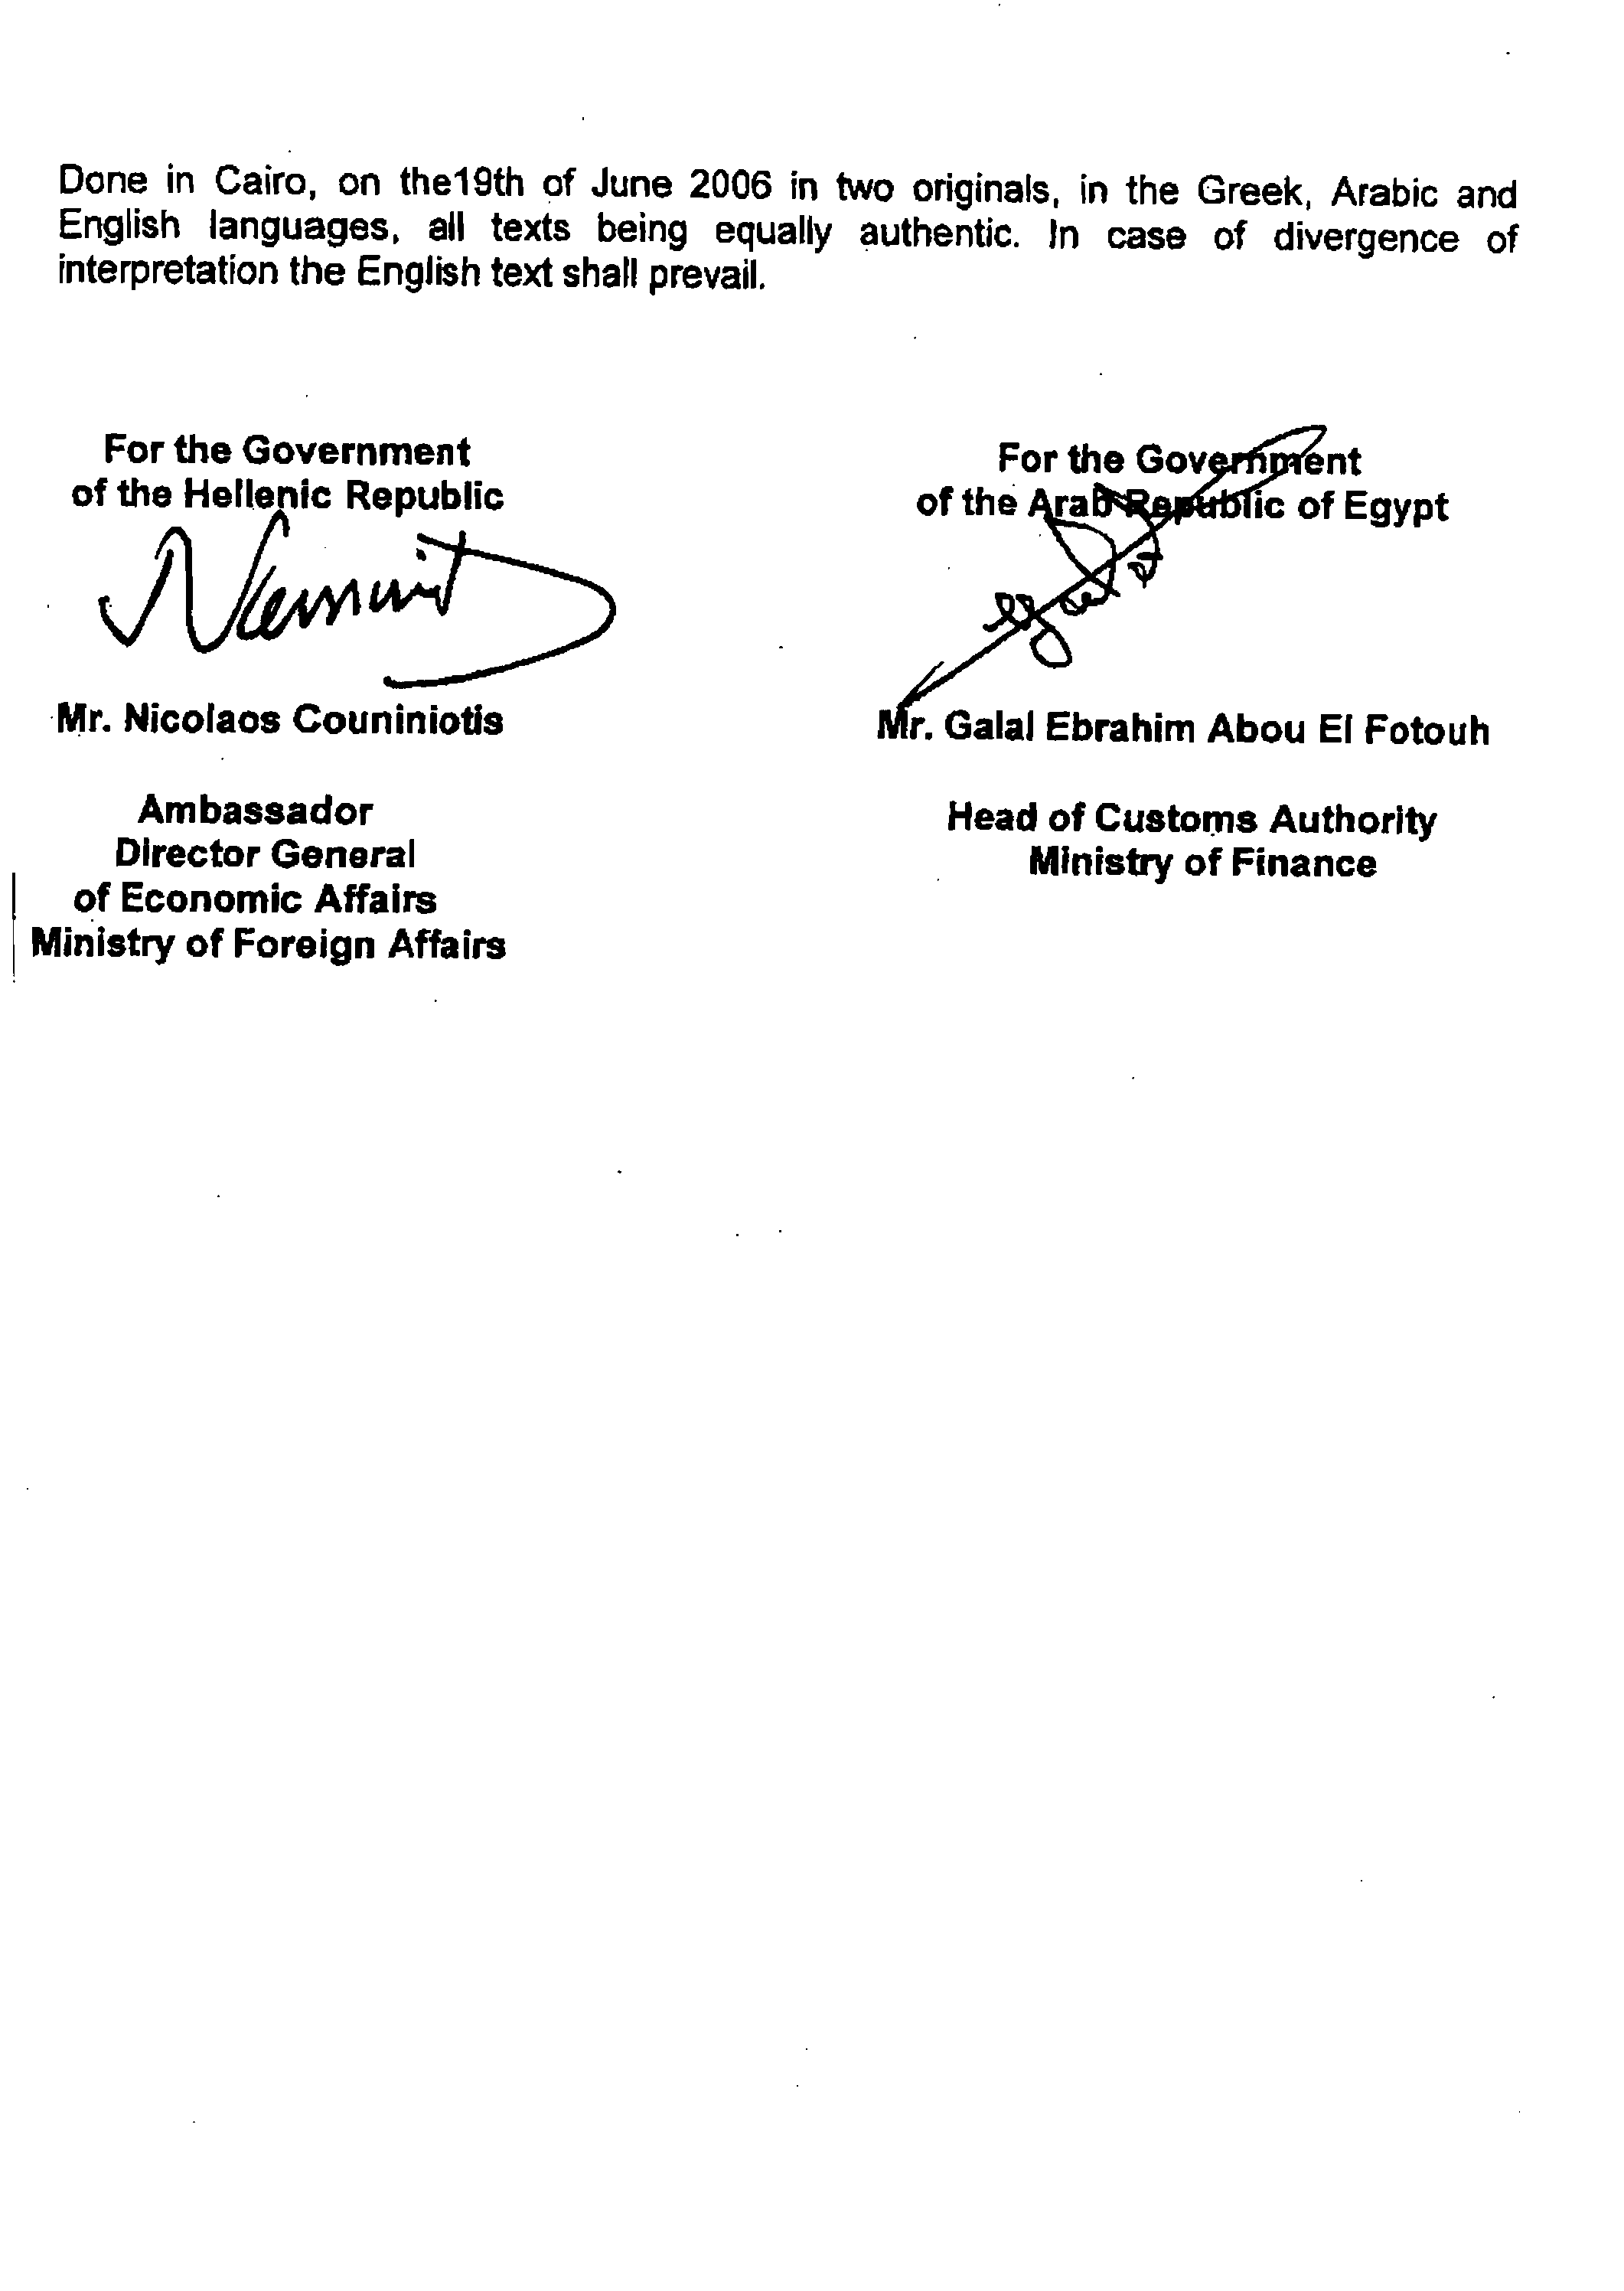 Done in Cairo, on the19th of June 2006 in two originals, in the Greek, Arabic and
English languages, all texts being equally authentic. In case of divergence of
interpretation the English text shall prevail.
For the Government
of the Hellenic Republic
Mr. Nicolaos Couniniotis
Ambassador
Director General
of Economic Affairs
Ministry of Foreign Affairs
For the Government
of the Arab Republic of Egypt
Mr. Galal Ebrahim Abou El Fotouh
Head of Customs Authority
Ministry of Finance